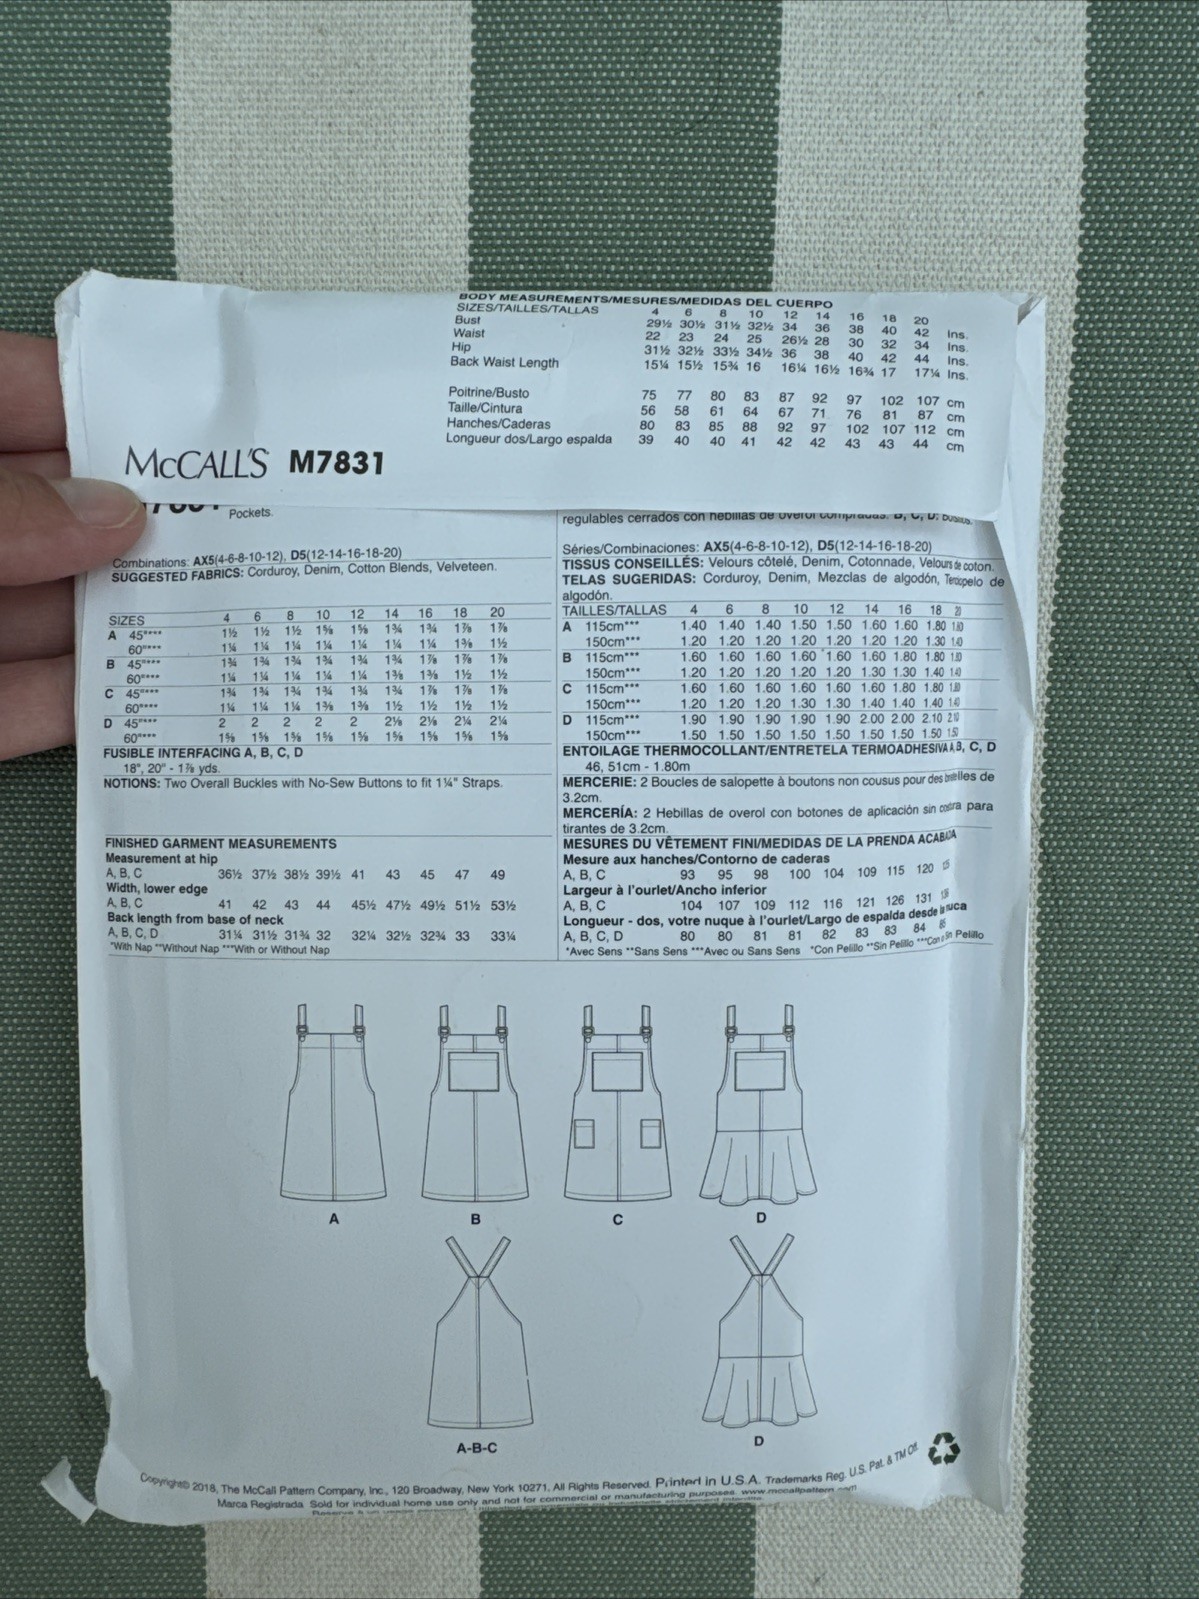 BODY MEASUREMENTS/MESURES/MEDIDAS DEL CUERPO
SIZES/TAILLES/TALLAS 4 6 8 10 12 14 16 18 20
Bust 29½ 30½ 31½ 32½ 34 36 38 40 42 Ins.
Waist 22 23 24 25 26½ 28 30 32 34 Ins.
Hip 31½ 32½ 33½ 34½ 36 38 40 42 44 Ins.
Back Waist Length 15¼ 15½ 15¾ 16 16¼ 16½ 16¾ 17 17¼ Ins.
Poitrine/Busto 75 77 80 83 87 92 97 102 107 cm
Taille/Cintura 56 58 61 64 67 71 76 81 87 cm
Hanches/Caderas 80 83 85 88 92 97 102 107 112 cm
Longueur dos/Largo espalda 39 40 40 41 42 42 43 43 44 cm
McCALL'S M7831
Pockets.
Combinations: AX5(4-6-8-10-12), D5(12-14-16-18-20)
SUGGESTED FABRICS: Corduroy, Denim, Cotton Blends, Velveteen.
SIZES 4 6 8 10 12 14 16 18 20
A 45"*** 1½ 1½ 1½ 1⅝ 1⅝ 1¾ 1¾ 1⅞ 1⅞
60"*** 1¼ 1¼ 1¼ 1¼ 1¼ 1¼ 1¼ 1⅜ 1½
B 45"*** 1¾ 1¾ 1¾ 1¾ 1¾ 1¾ 1⅞ 1⅞ 1⅞
60"*** 1¼ 1¼ 1¼ 1¼ 1¼ 1⅜ 1⅜ 1½ 1½
C 45"*** 1¾ 1¾ 1¾ 1¾ 1¾ 1¾ 1⅞ 1⅞ 1⅞
60"*** 1¼ 1¼ 1¼ 1⅜ 1⅜ 1½ 1½ 1½ 1½
D 45"*** 2 2 2 2 2 2⅛ 2⅛ 2¼ 2¼
60"*** 1⅝ 1⅝ 1⅝ 1⅝ 1⅝ 1⅝ 1⅝ 1⅝ 1⅝
FUSIBLE INTERFACING A, B, C, D
18", 20" - 1⅞ yds.
NOTIONS: Two Overall Buckles with No-Sew Buttons to fit 1¼" Straps.
FINISHED GARMENT MEASUREMENTS
Measurement at hip
A, B, C 36½ 37½ 38½ 39½ 41 43 45 47 49
Width, lower edge
A, B, C 41 42 43 44 45½ 47½ 49½ 51½ 53½
Back length from base of neck
A, B, C, D 31¼ 31½ 31¾ 32 32¼ 32½ 32¾ 33 33¼
*With Nap **Without Nap ***With or Without Nap
regulables cerrados con hebillas de overol compradas. B, C, D: Bolsillos.
Séries/Combinaciones: AX5(4-6-8-10-12), D5(12-14-16-18-20)
TISSUS CONSEILLÉS: Velours côtelé, Denim, Cotonnade, Velours de coton.
TELAS SUGERIDAS: Corduroy, Denim, Mezclas de algodón, Terciopelo de
algodón.
TAILLES/TALLAS 4 6 8 10 12 14 16 18 20
A 115cm*** 1.40 1.40 1.40 1.50 1.50 1.60 1.60 1.80 1.80
150cm*** 1.20 1.20 1.20 1.20 1.20 1.20 1.20 1.30 1.40
B 115cm*** 1.60 1.60 1.60 1.60 1.60 1.60 1.80 1.80
150cm*** 1.20 1.20 1.20 1.20 1.20 1.30 1.30 1.40 1.40
C 115cm*** 1.60 1.60 1.60 1.60 1.60 1.60 1.80 1.80 1.80
150cm*** 1.20 1.20 1.20 1.30 1.30 1.40 1.40 1.40 1.40
D 115cm*** 1.90 1.90 1.90 1.90 1.90 2.00 2.00 2.10 2.10
150cm*** 1.50 1.50 1.50 1.50 1.50 1.50 1.50 1.50 1.50
ENTOILAGE THERMOCOLLANT/ENTRETELA TERMOADHESIVA A, B, C, D
46, 51cm - 1.80m
MERCERIE: 2 Boucles de salopette à boutons non cousus pour des bretelles de
3.2cm.
MERCERÍA: 2 Hebillas de overol con botones de aplicación sin costura para
tirantes de 3.2cm.
MESURES DU VÊTEMENT FINI/MEDIDAS DE LA PRENDA ACABADA
Mesure aux hanches/Contorno de caderas
A, B, C 93 95 98 100 104 109 115 120
Largeur à l'ourlet/Ancho inferior
A, B, C 104 107 109 112 116 121 126 131 136
Longueur - dos, votre nuque à l'ourlet/Largo de espalda desde la nuca
A, B, C, D 80 80 81 81 82 83 83 84 85
*Avec Sens **Sans Sens ***Avec ou Sans Sens *Con Pelillo **Sin Pelillo ***Con o Sin Pelillo
A B C D
A-B-C D
Copyright© 2018, The McCall Pattern Company, Inc., 120 Broadway, New York 10271, All Rights Reserved. Printed in U.S.A. Trademarks Reg. U.S. Pat. & TM Off.
Marca Registrada Sold for individual home use only and not for commercial or manufacturing purposes. www.mccallpattern.com